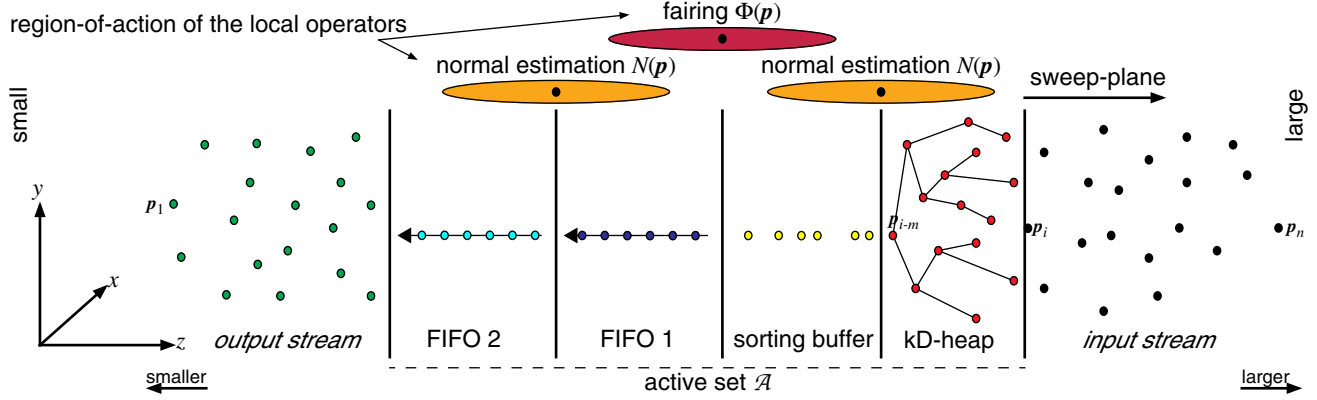 region-of-action of the local operators
fairing Φ(p)
normal estimation N(p)
normal estimation N(p)
sweep-plane
small
large
y
x
z
p1
pi-m
pi
pn
output stream
FIFO 2
FIFO 1
sorting buffer
kD-heap
input stream
smaller
active set 𝒜
larger